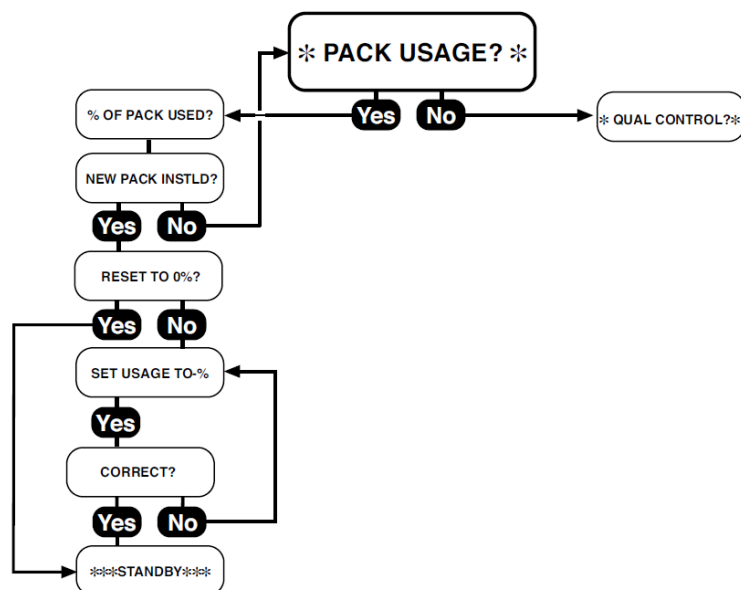 ✻ PACK USAGE? ✻
Yes No
% OF PACK USED?
✻ QUAL CONTROL?✻
NEW PACK INSTLD?
Yes No
RESET TO 0%?
Yes No
SET USAGE TO-%
Yes
CORRECT?
Yes No
✻✻✻STANDBY✻✻✻